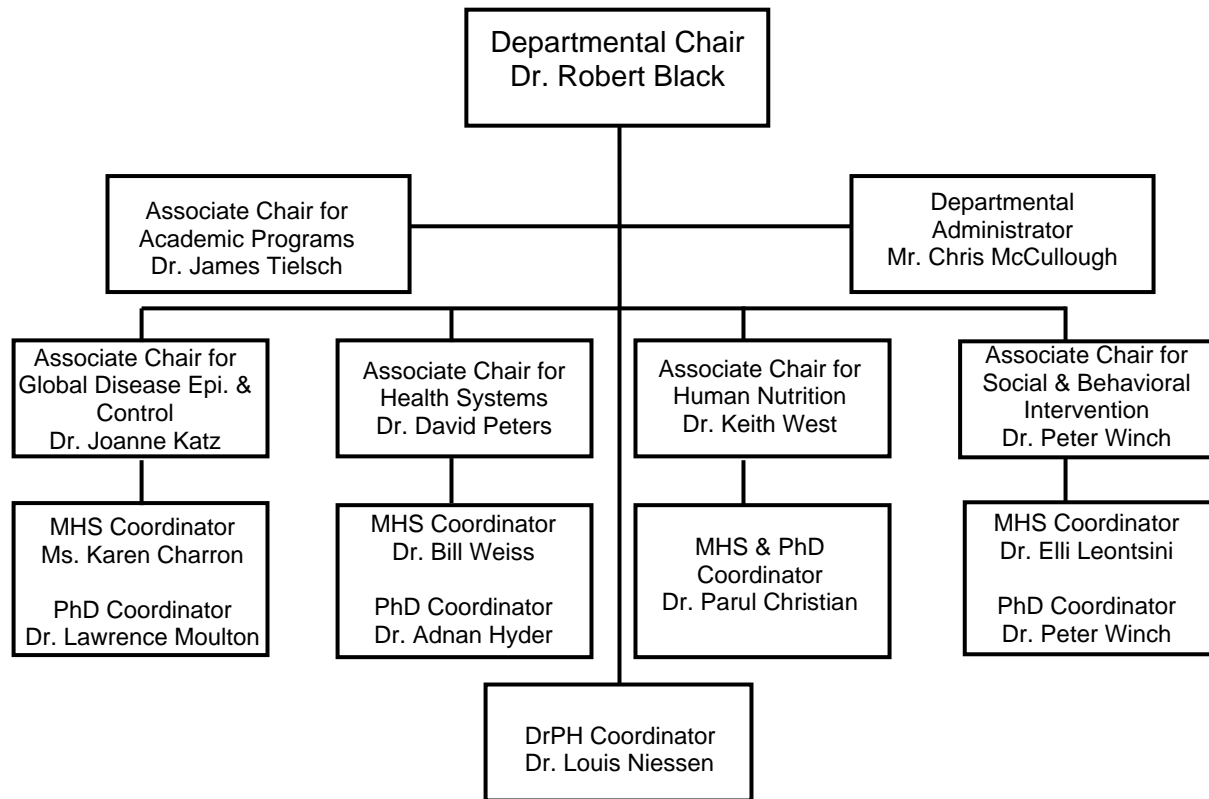 Departmental Chair
Dr. Robert Black
Associate Chair for
Academic Programs
Dr. James Tielsch
Departmental
Administrator
Mr. Chris McCullough
Associate Chair for
Global Disease Epi. &
Control
Dr. Joanne Katz
Associate Chair for
Health Systems
Dr. David Peters
Associate Chair for
Human Nutrition
Dr. Keith West
Associate Chair for
Social & Behavioral
Intervention
Dr. Peter Winch
MHS Coordinator
Ms. Karen Charron
PhD Coordinator
Dr. Lawrence Moulton
MHS Coordinator
Dr. Bill Weiss
PhD Coordinator
Dr. Adnan Hyder
MHS & PhD
Coordinator
Dr. Parul Christian
MHS Coordinator
Dr. Elli Leontsini
PhD Coordinator
Dr. Peter Winch
DrPH Coordinator
Dr. Louis Niessen